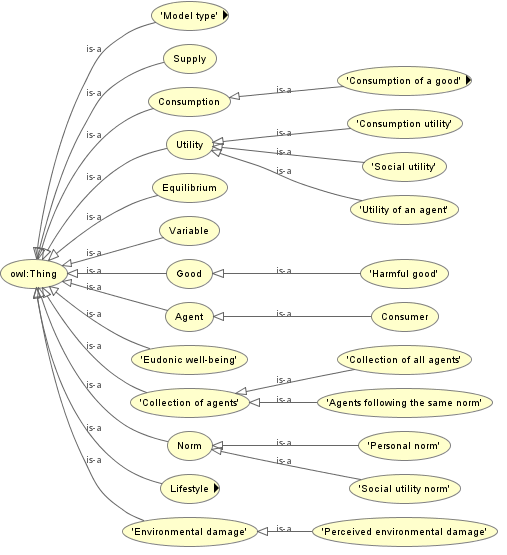 'Model type'
is-a
Supply
is-a
'Consumption of a good'
is-a
Consumption
is-a
'Consumption utility'
is-a
Utility
is-a
'Social utility'
is-a
is-a
is-a
Equilibrium
'Utility of an agent'
is-a
Variable
owl:Thing
is-a
Good
is-a
'Harmful good'
is-a
Agent
is-a
Consumer
is-a
'Eudonic well-being'
'Collection of all agents'
is-a
is-a
'Collection of agents'
is-a
'Agents following the same norm'
is-a
Norm
is-a
'Personal norm'
is-a
is-a
Lifestyle
'Social utility norm'
is-a
'Environmental damage'
is-a
'Perceived environmental damage'